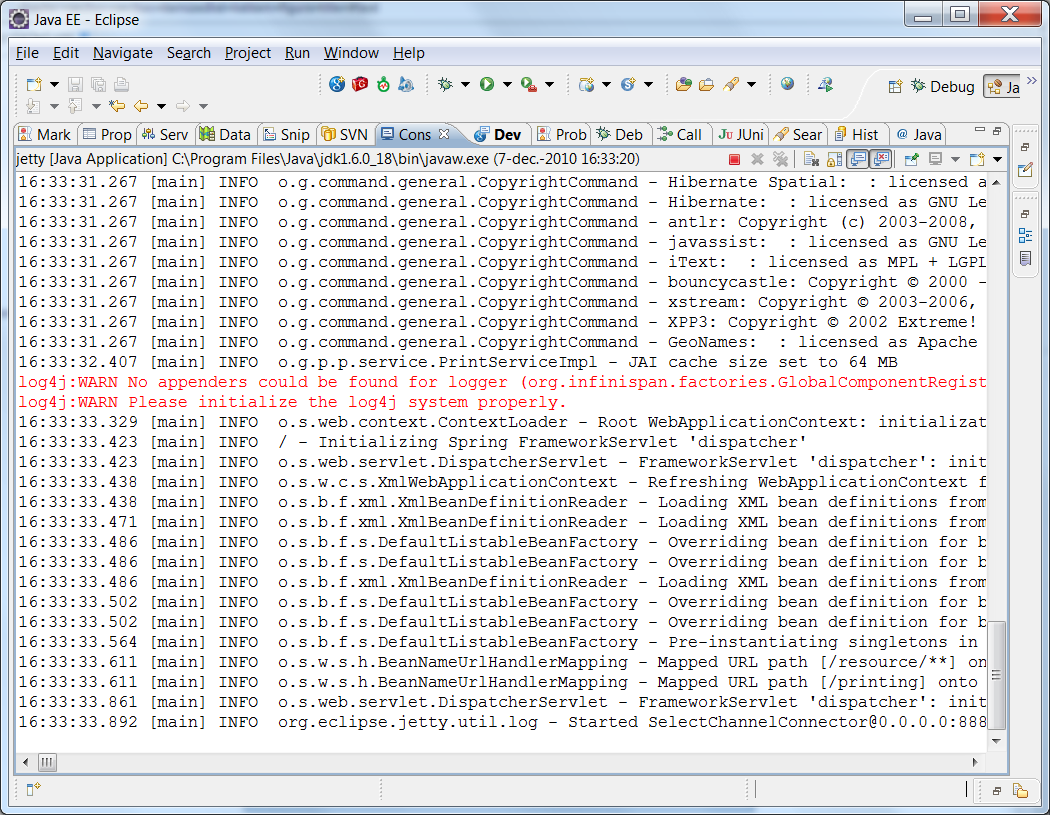 Java EE - Eclipse
File Edit Navigate Search Project Run Window Help
Debug Ja
Mark Prop Serv Data Snip SVN Cons Dev Prob Deb Call JUni Sear Hist Java
jetty [Java Application] C:\Program Files\Java\jdk1.6.0_18\bin\javaw.exe (7-dec.-2010 16:33:20)
16:33:31.267 [main] INFO o.g.command.general.CopyrightCommand - Hibernate Spatial: : licensed a
16:33:31.267 [main] INFO o.g.command.general.CopyrightCommand - Hibernate: : licensed as GNU Le
16:33:31.267 [main] INFO o.g.command.general.CopyrightCommand - antlr: Copyright (c) 2003-2008,
16:33:31.267 [main] INFO o.g.command.general.CopyrightCommand - javassist: : licensed as GNU Le
16:33:31.267 [main] INFO o.g.command.general.CopyrightCommand - iText: : licensed as MPL + LGPL
16:33:31.267 [main] INFO o.g.command.general.CopyrightCommand - bouncycastle: Copyright © 2000 -
16:33:31.267 [main] INFO o.g.command.general.CopyrightCommand - xstream: Copyright © 2003-2006,
16:33:31.267 [main] INFO o.g.command.general.CopyrightCommand - XPP3: Copyright © 2002 Extreme!
16:33:31.267 [main] INFO o.g.command.general.CopyrightCommand - GeoNames: : licensed as Apache
16:33:32.407 [main] INFO o.g.p.p.service.PrintServiceImpl - JAI cache size set to 64 MB
log4j:WARN No appenders could be found for logger (org.infinispan.factories.GlobalComponentRegist
log4j:WARN Please initialize the log4j system properly.
16:33:33.329 [main] INFO o.s.web.context.ContextLoader - Root WebApplicationContext: initializat
16:33:33.423 [main] INFO / - Initializing Spring FrameworkServlet 'dispatcher'
16:33:33.423 [main] INFO o.s.web.servlet.DispatcherServlet - FrameworkServlet 'dispatcher': init
16:33:33.438 [main] INFO o.s.w.c.s.XmlWebApplicationContext - Refreshing WebApplicationContext f
16:33:33.438 [main] INFO o.s.b.f.xml.XmlBeanDefinitionReader - Loading XML bean definitions from
16:33:33.471 [main] INFO o.s.b.f.xml.XmlBeanDefinitionReader - Loading XML bean definitions from
16:33:33.486 [main] INFO o.s.b.f.s.DefaultListableBeanFactory - Overriding bean definition for b
16:33:33.486 [main] INFO o.s.b.f.s.DefaultListableBeanFactory - Overriding bean definition for b
16:33:33.486 [main] INFO o.s.b.f.xml.XmlBeanDefinitionReader - Loading XML bean definitions from
16:33:33.502 [main] INFO o.s.b.f.s.DefaultListableBeanFactory - Overriding bean definition for b
16:33:33.502 [main] INFO o.s.b.f.s.DefaultListableBeanFactory - Overriding bean definition for b
16:33:33.564 [main] INFO o.s.b.f.s.DefaultListableBeanFactory - Pre-instantiating singletons in
16:33:33.611 [main] INFO o.s.w.s.h.BeanNameUrlHandlerMapping - Mapped URL path [/resource/**] on
16:33:33.611 [main] INFO o.s.w.s.h.BeanNameUrlHandlerMapping - Mapped URL path [/printing] onto
16:33:33.861 [main] INFO o.s.web.servlet.DispatcherServlet - FrameworkServlet 'dispatcher': init
16:33:33.892 [main] INFO org.eclipse.jetty.util.log - Started SelectChannelConnector@0.0.0.0:888